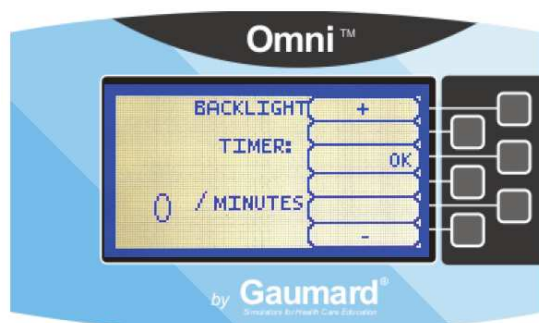 Omni™
BACKLIGHT +
TIMER:
OK
0 / MINUTES
-
by Gaumard®
Simulators for Health Care Education